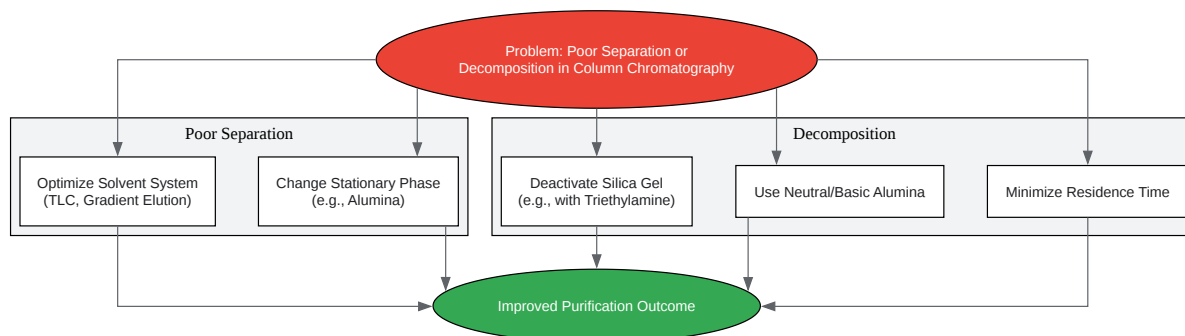 Problem: Poor Separation or
Decomposition in Column Chromatography
Poor Separation
Decomposition
Optimize Solvent System
(TLC, Gradient Elution)
Change Stationary Phase
(e.g., Alumina)
Deactivate Silica Gel
(e.g., with Triethylamine)
Use Neutral/Basic Alumina
Minimize Residence Time
Improved Purification Outcome